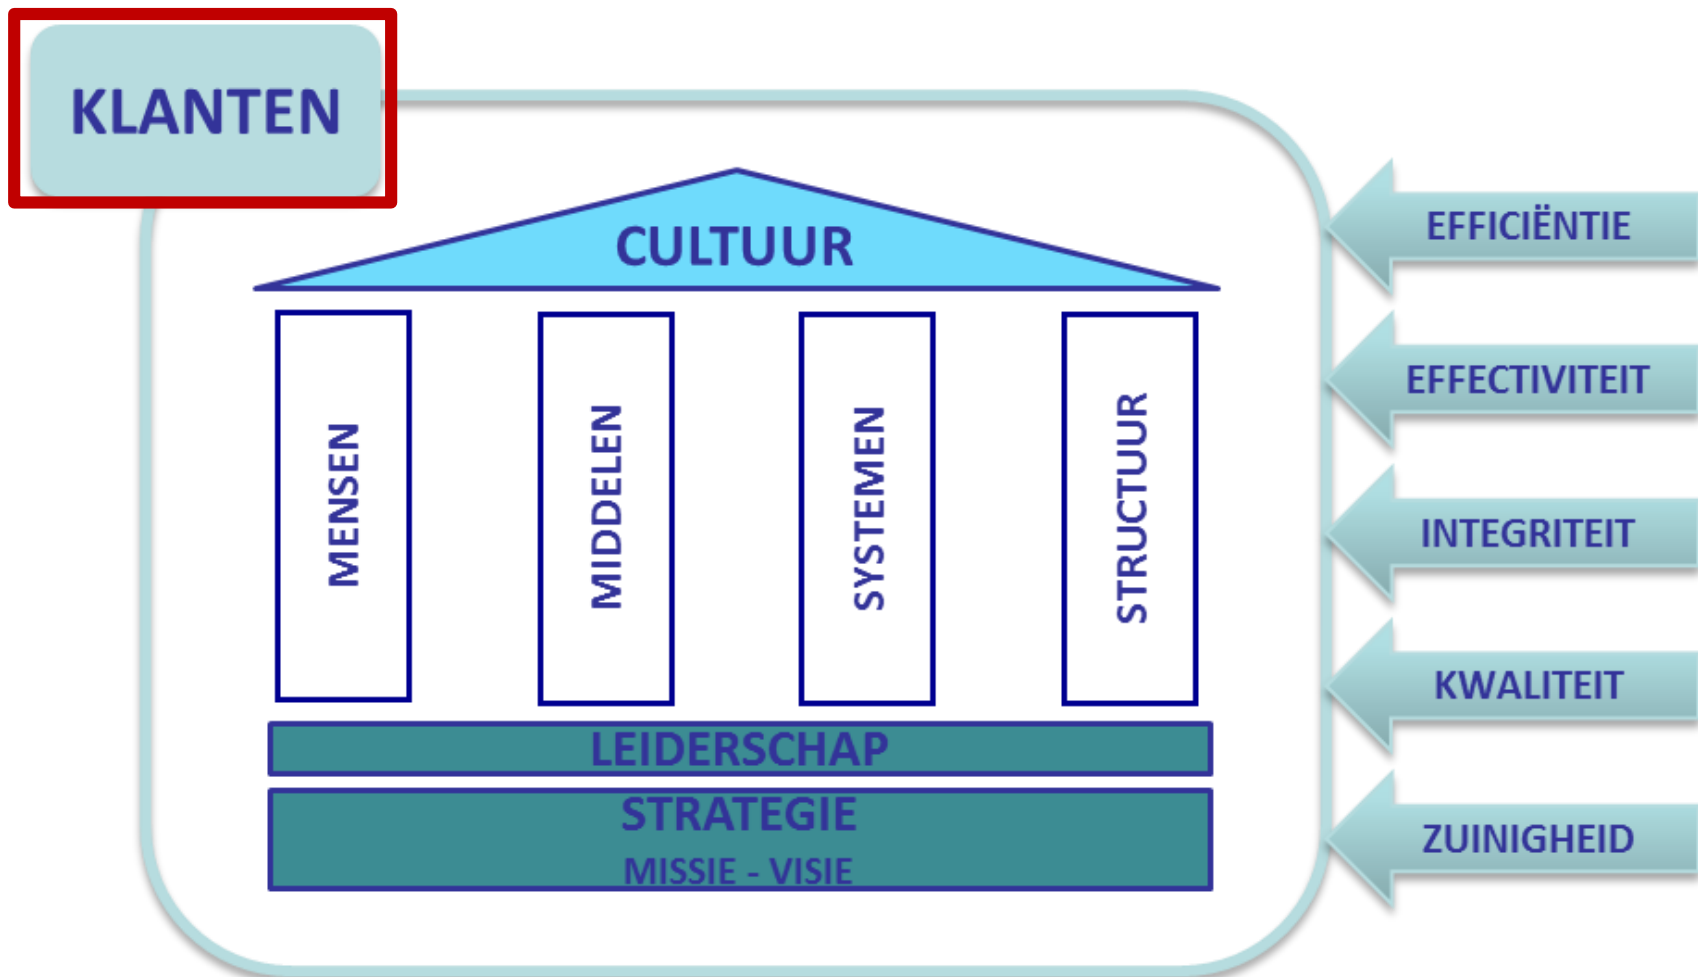 KLANTEN
CULTUUR
MENSEN
MIDDELEN
SYSTEMEN
STRUCTUUR
LEIDERSCHAP
STRATEGIE
MISSIE - VISIE
EFFICIËNTIE
EFFECTIVITEIT
INTEGRITEIT
KWALITEIT
ZUINIGHEID